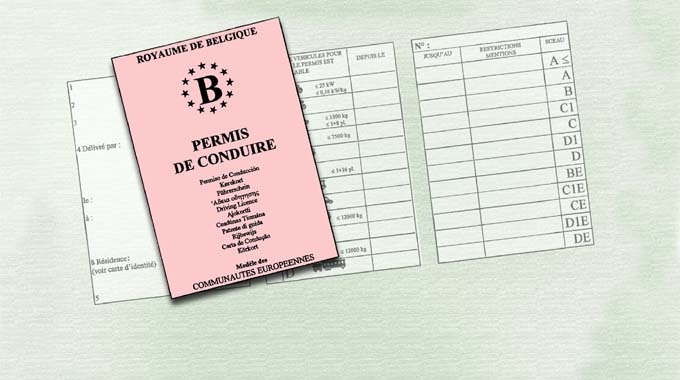 ROYAUME DE BELGIQUE
B
PERMIS
DE CONDUIRE
Permiso de Conducción
Kørekort
Führerschein
Άδεια οδήγησης
Driving Licence
Ajokortti
Ceadúnas Tiomána
Patente di guida
Rijbewijs
Carta de Condução
Körkort
Modèle des
COMMUNAUTES EUROPEENNES
1
2
3
4 Délivré par :
le :
à :
8 Résidence :
(voir carte d'identité)
5
VEHICULES POUR
LE PERMIS EST
ABLE
DEPUIS LE
≤ 25 kW
≤ 0,16 kW/kg
≤ 3500 kg
≤ 1+8 pl.
≤ 7500 kg
≤ 1+16 pl.
≤ 12000 kg
≤ 12000 kg
D
N° :
JUSQU'AU
RESTRICTIONS
MENTIONS
SCEAU
A ≤
A
B
C1
C
D1
D
BE
C1E
CE
D1E
DE